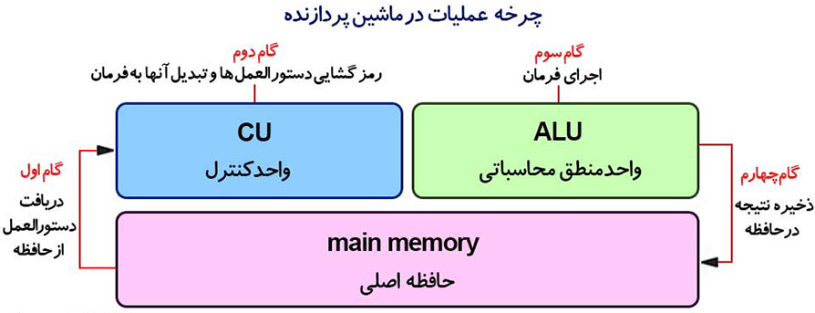 چرخه عملیات در ماشین پردازنده
گام دوم
رمز گشایی دستورالعمل‌ها و تبدیل آنها به فرمان
گام سوم
اجرای فرمان
CU
واحد کنترل
ALU
واحد منطق محاسباتی
گام اول
دریافت
دستورالعمل
از حافظه
گام چهارم
ذخیره نتیجه
در حافظه
main memory
حافظه اصلی